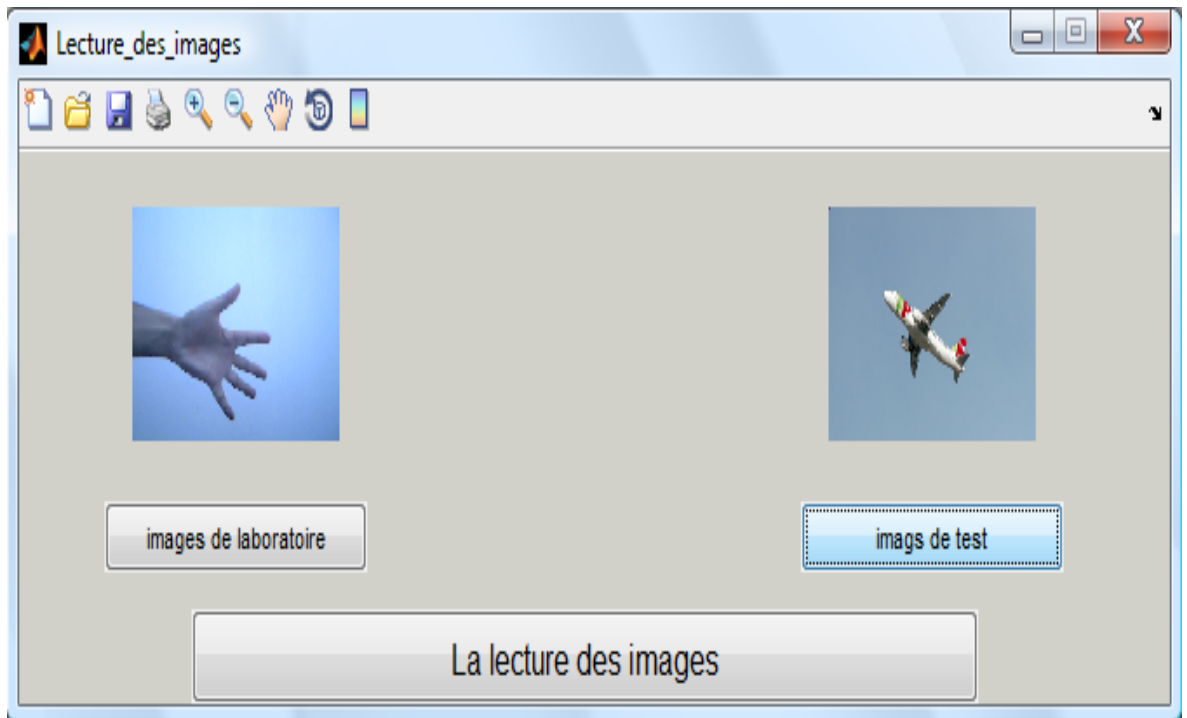 Lecture_des_images
images de laboratoire
imags de test
La lecture des images